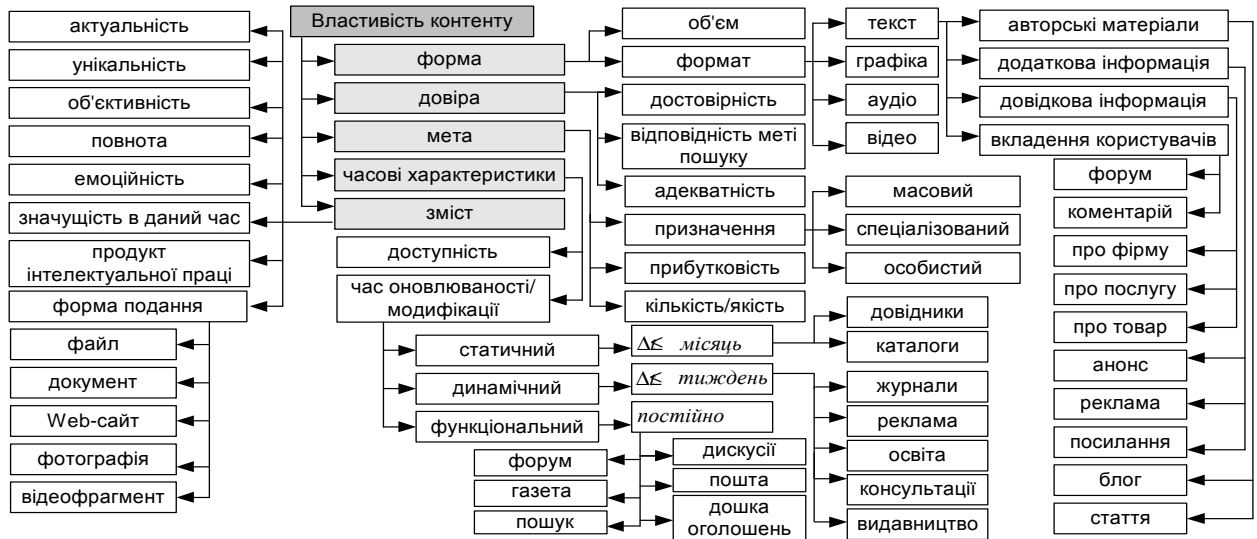 Властивість контенту
форма
довіра
мета
часові характеристики
зміст
актуальність
унікальність
об'єктивність
повнота
емоційність
значущість в даний час
продукт
інтелектуальної праці
форма подання
файл
документ
Web-сайт
фотографія
відеофрагмент
доступність
час оновлюваності/
модифікації
статичний
динамічний
функціональний
Δt≤ місяць
Δt≤ тиждень
постійно
форум
газета
пошук
дискусії
пошта
дошка
оголошень
об'єм
формат
достовірність
відповідність меті
пошуку
адекватність
призначення
прибутковість
кількість/якість
текст
графіка
аудіо
відео
масовий
спеціалізований
особистий
довідники
каталоги
журнали
реклама
освіта
консультації
видавництво
авторські матеріали
додаткова інформація
довідкова інформація
вкладення користувачів
форум
коментарій
про фірму
про послугу
про товар
анонс
реклама
посилання
блог
стаття